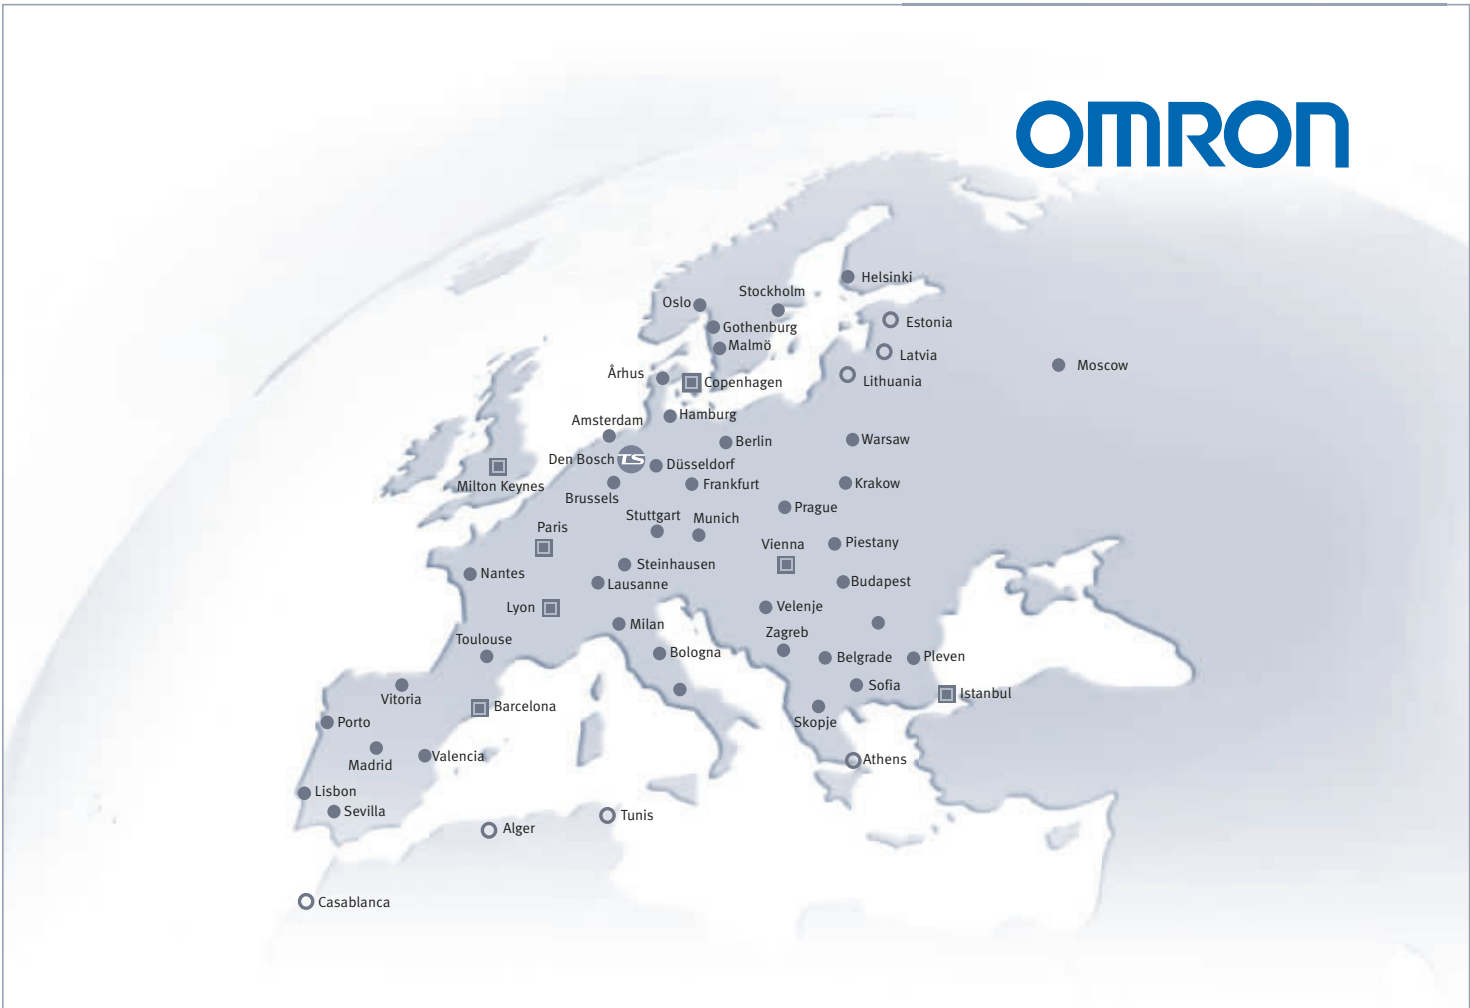 OMRON
Helsinki
Stockholm
Oslo
Estonia
Gothenburg
Malmö
Latvia
Moscow
Århus
Copenhagen
Lithuania
Hamburg
Amsterdam
Berlin
Warsaw
Den Bosch
TS
Düsseldorf
Milton Keynes
Frankfurt
Krakow
Brussels
Prague
Stuttgart
Munich
Paris
Vienna
Piestany
Steinhausen
Nantes
Lausanne
Budapest
Lyon
Velenje
Milan
Zagreb
Toulouse
Bologna
Belgrade
Pleven
Sofia
Istanbul
Vitoria
Barcelona
Porto
Skopje
Madrid
Valencia
Athens
Lisbon
Sevilla
Tunis
Alger
Casablanca